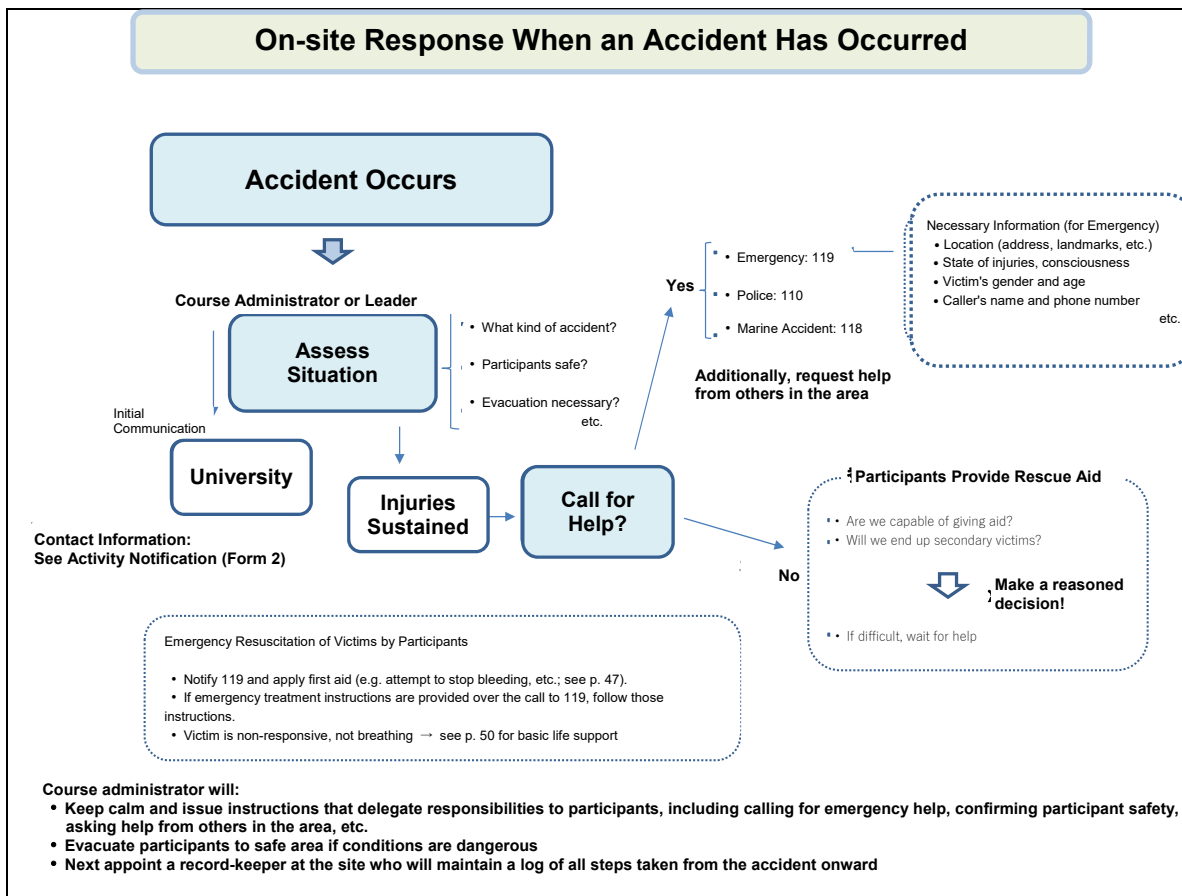 On-site Response When an Accident Has Occurred
Accident Occurs
Course Administrator or Leader
Assess
Situation
• What kind of accident?
• Participants safe?
• Evacuation necessary?
etc.
Initial
Communication
University
Contact Information:
See Activity Notification (Form 2)
Injuries
Sustained
Call for
Help?
Yes
• Emergency: 119
• Police: 110
• Marine Accident: 118
Additionally, request help
from others in the area
Necessary Information (for Emergency)
• Location (address, landmarks, etc.)
• State of injuries, consciousness
• Victim's gender and age
• Caller's name and phone number
etc.
No
Participants Provide Rescue Aid
• Are we capable of giving aid?
• Will we end up secondary victims?
Make a reasoned
decision!
• If difficult, wait for help
Emergency Resuscitation of Victims by Participants
• Notify 119 and apply first aid (e.g. attempt to stop bleeding, etc.; see p. 47).
• If emergency treatment instructions are provided over the call to 119, follow those
instructions.
• Victim is non-responsive, not breathing → see p. 50 for basic life support
Course administrator will:
• Keep calm and issue instructions that delegate responsibilities to participants, including calling for emergency help, confirming participant safety,
asking help from others in the area, etc.
• Evacuate participants to safe area if conditions are dangerous
• Next appoint a record-keeper at the site who will maintain a log of all steps taken from the accident onward